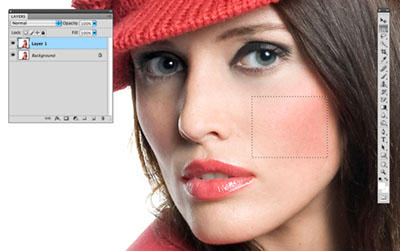 LAYERS
Normal Opacity: 100%
Lock: Fill: 100%
Layer 1
Background